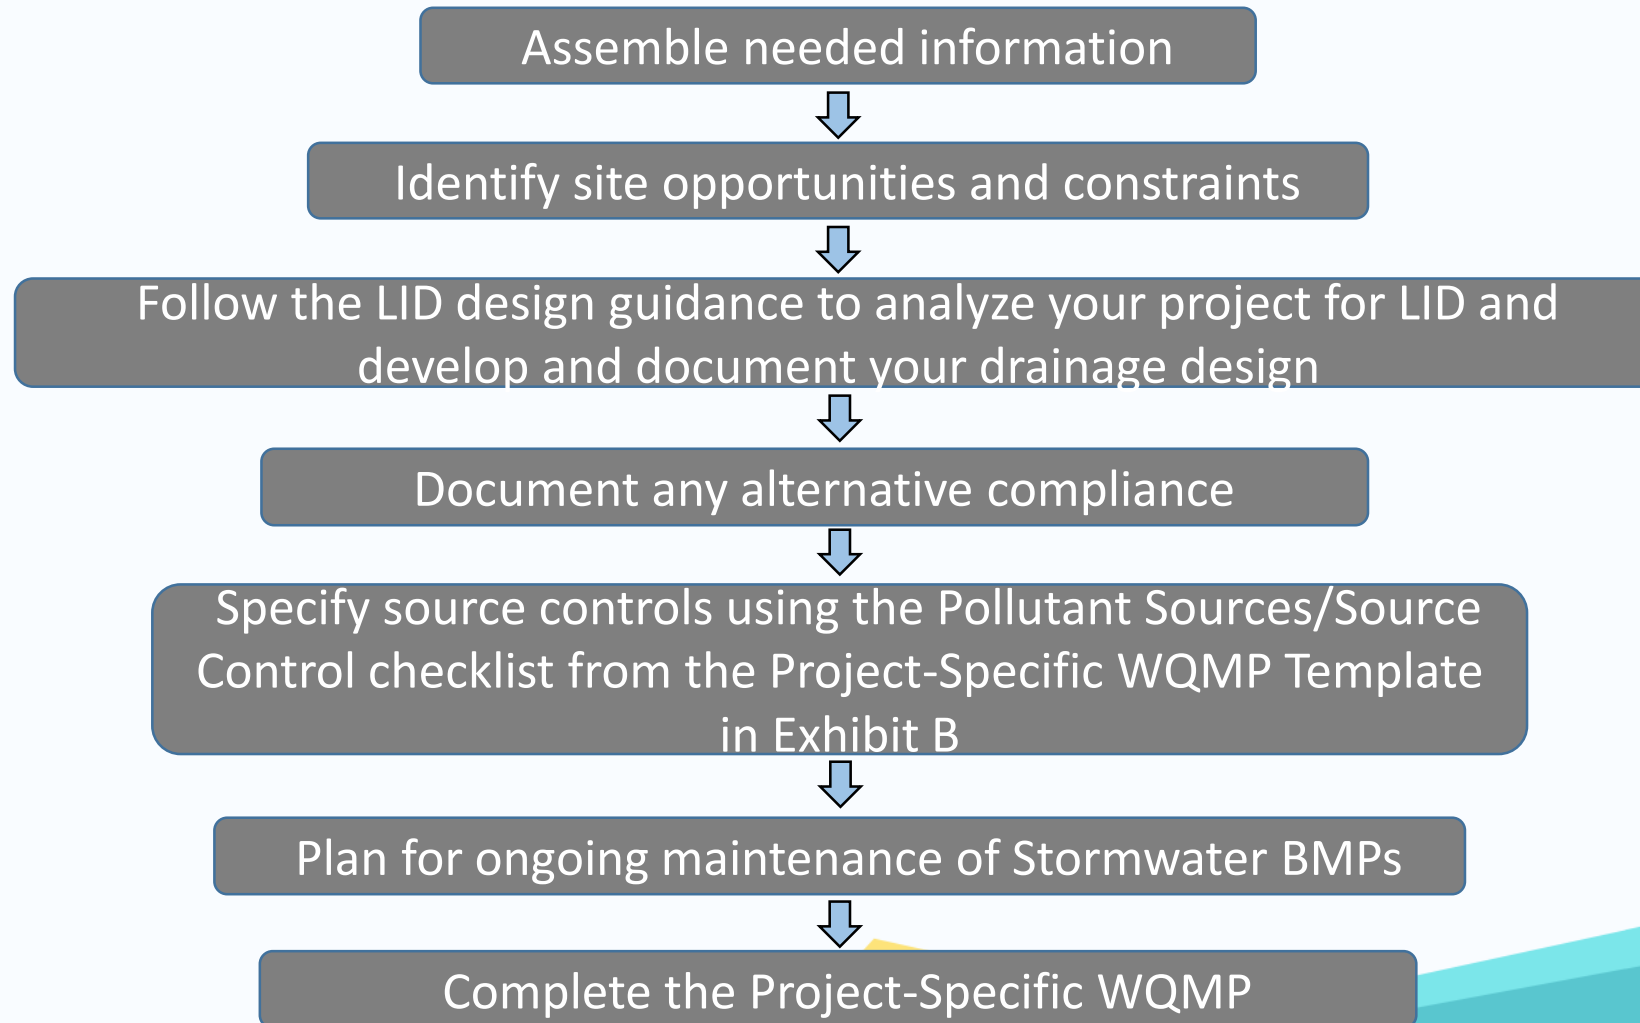 Assemble needed information
Identify site opportunities and constraints
Follow the LID design guidance to analyze your project for LID and
develop and document your drainage design
Document any alternative compliance
Specify source controls using the Pollutant Sources/Source
Control checklist from the Project-Specific WQMP Template
in Exhibit B
Plan for ongoing maintenance of Stormwater BMPs
Complete the Project-Specific WQMP